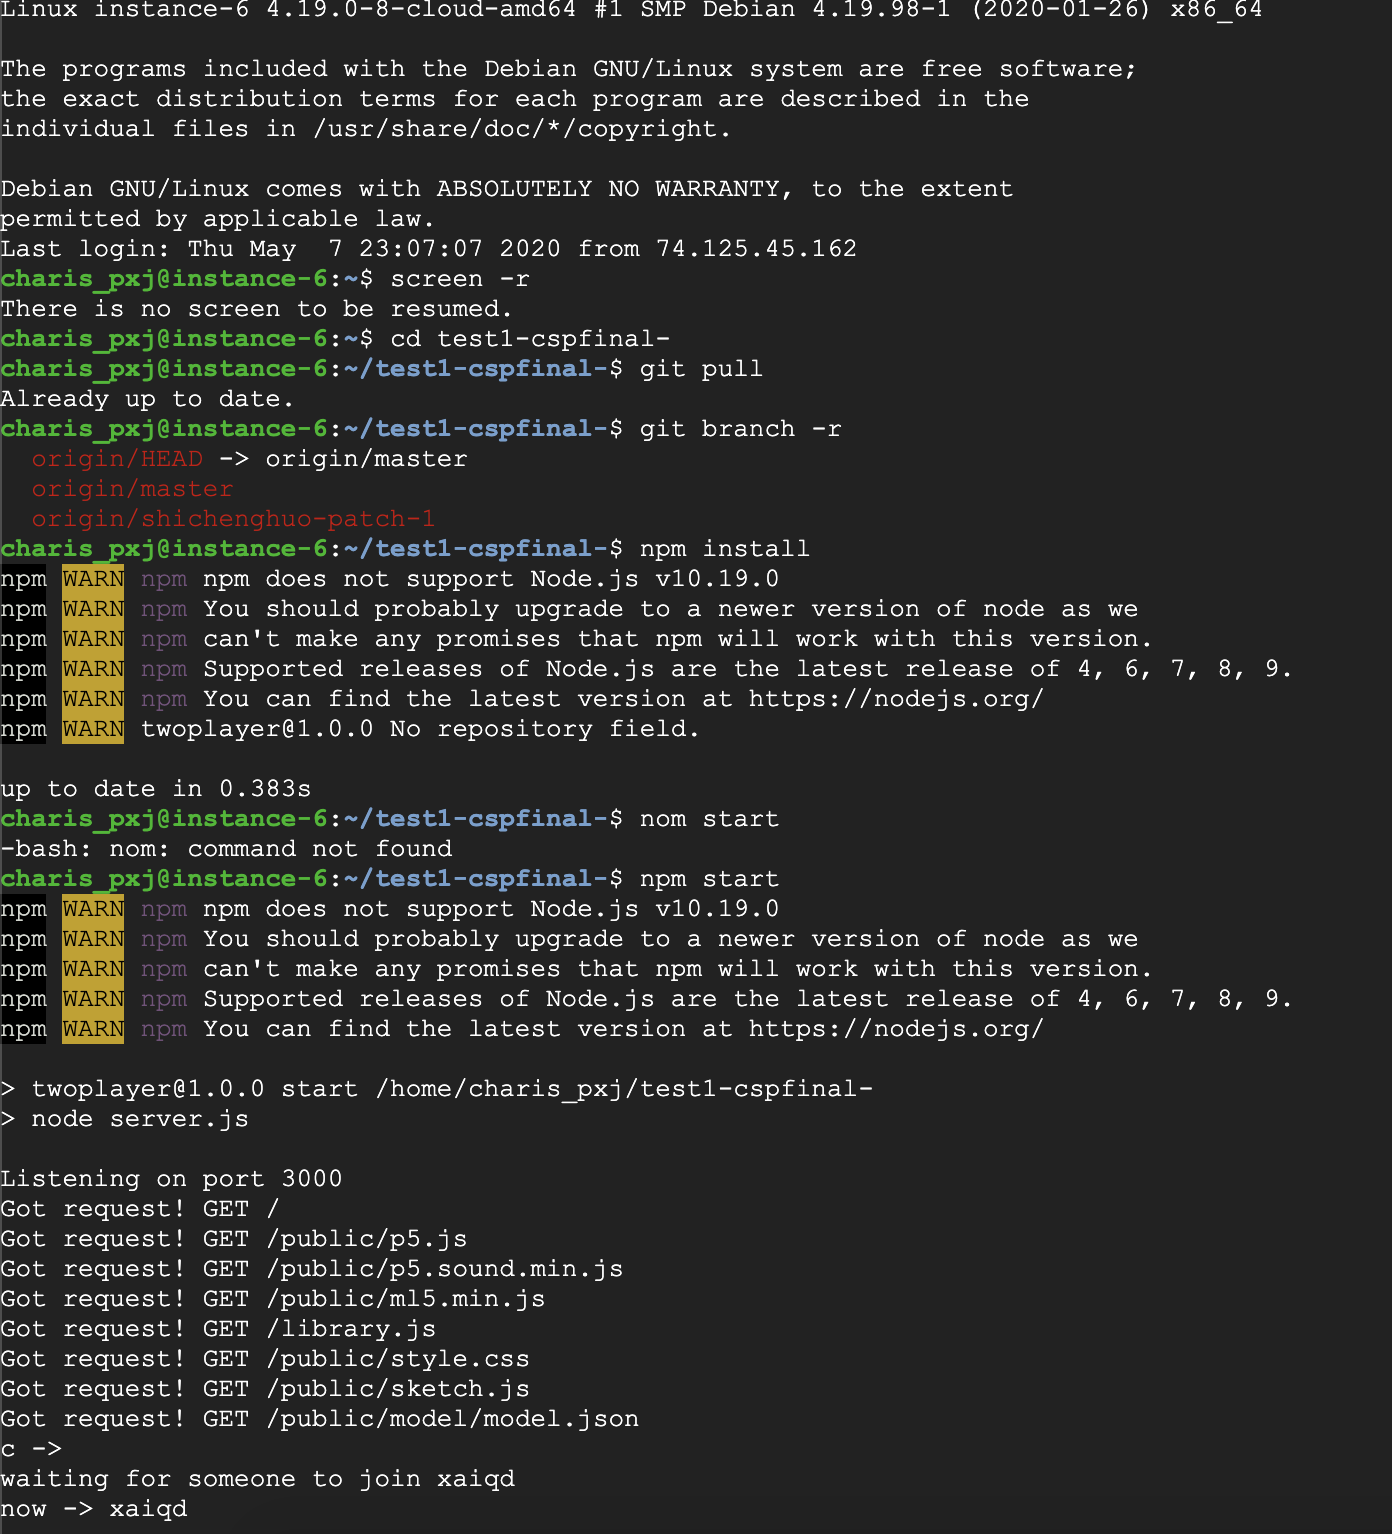 Linux instance-6 4.19.0-8-cloud-amd64 #1 SMP Debian 4.19.98-1 (2020-01-26) x86_64
The programs included with the Debian GNU/Linux system are free software;
the exact distribution terms for each program are described in the
individual files in /usr/share/doc/*/copyright.
Debian GNU/Linux comes with ABSOLUTELY NO WARRANTY, to the extent
permitted by applicable law.
Last login: Thu May  7 23:07:07 2020 from 74.125.45.162
charis_pxj@instance-6:~$ screen -r
There is no screen to be resumed.
charis_pxj@instance-6:~$ cd test1-cspfinal-
charis_pxj@instance-6:~/test1-cspfinal-$ git pull
Already up to date.
charis_pxj@instance-6:~/test1-cspfinal-$ git branch -r
  origin/HEAD -> origin/master
  origin/master
  origin/shichenghuo-patch-1
charis_pxj@instance-6:~/test1-cspfinal-$ npm install
npm WARN npm npm does not support Node.js v10.19.0
npm WARN npm You should probably upgrade to a newer version of node as we
npm WARN npm can't make any promises that npm will work with this version.
npm WARN npm Supported releases of Node.js are the latest release of 4, 6, 7, 8, 9.
npm WARN npm You can find the latest version at https://nodejs.org/
npm WARN twoplayer@1.0.0 No repository field.
up to date in 0.383s
charis_pxj@instance-6:~/test1-cspfinal-$ nom start
-bash: nom: command not found
charis_pxj@instance-6:~/test1-cspfinal-$ npm start
npm WARN npm npm does not support Node.js v10.19.0
npm WARN npm You should probably upgrade to a newer version of node as we
npm WARN npm can't make any promises that npm will work with this version.
npm WARN npm Supported releases of Node.js are the latest release of 4, 6, 7, 8, 9.
npm WARN npm You can find the latest version at https://nodejs.org/
> twoplayer@1.0.0 start /home/charis_pxj/test1-cspfinal-
> node server.js
Listening on port 3000
Got request! GET /
Got request! GET /public/p5.js
Got request! GET /public/p5.sound.min.js
Got request! GET /public/ml5.min.js
Got request! GET /library.js
Got request! GET /public/style.css
Got request! GET /public/sketch.js
Got request! GET /public/model/model.json
c ->
waiting for someone to join xaiqd
now -> xaiqd